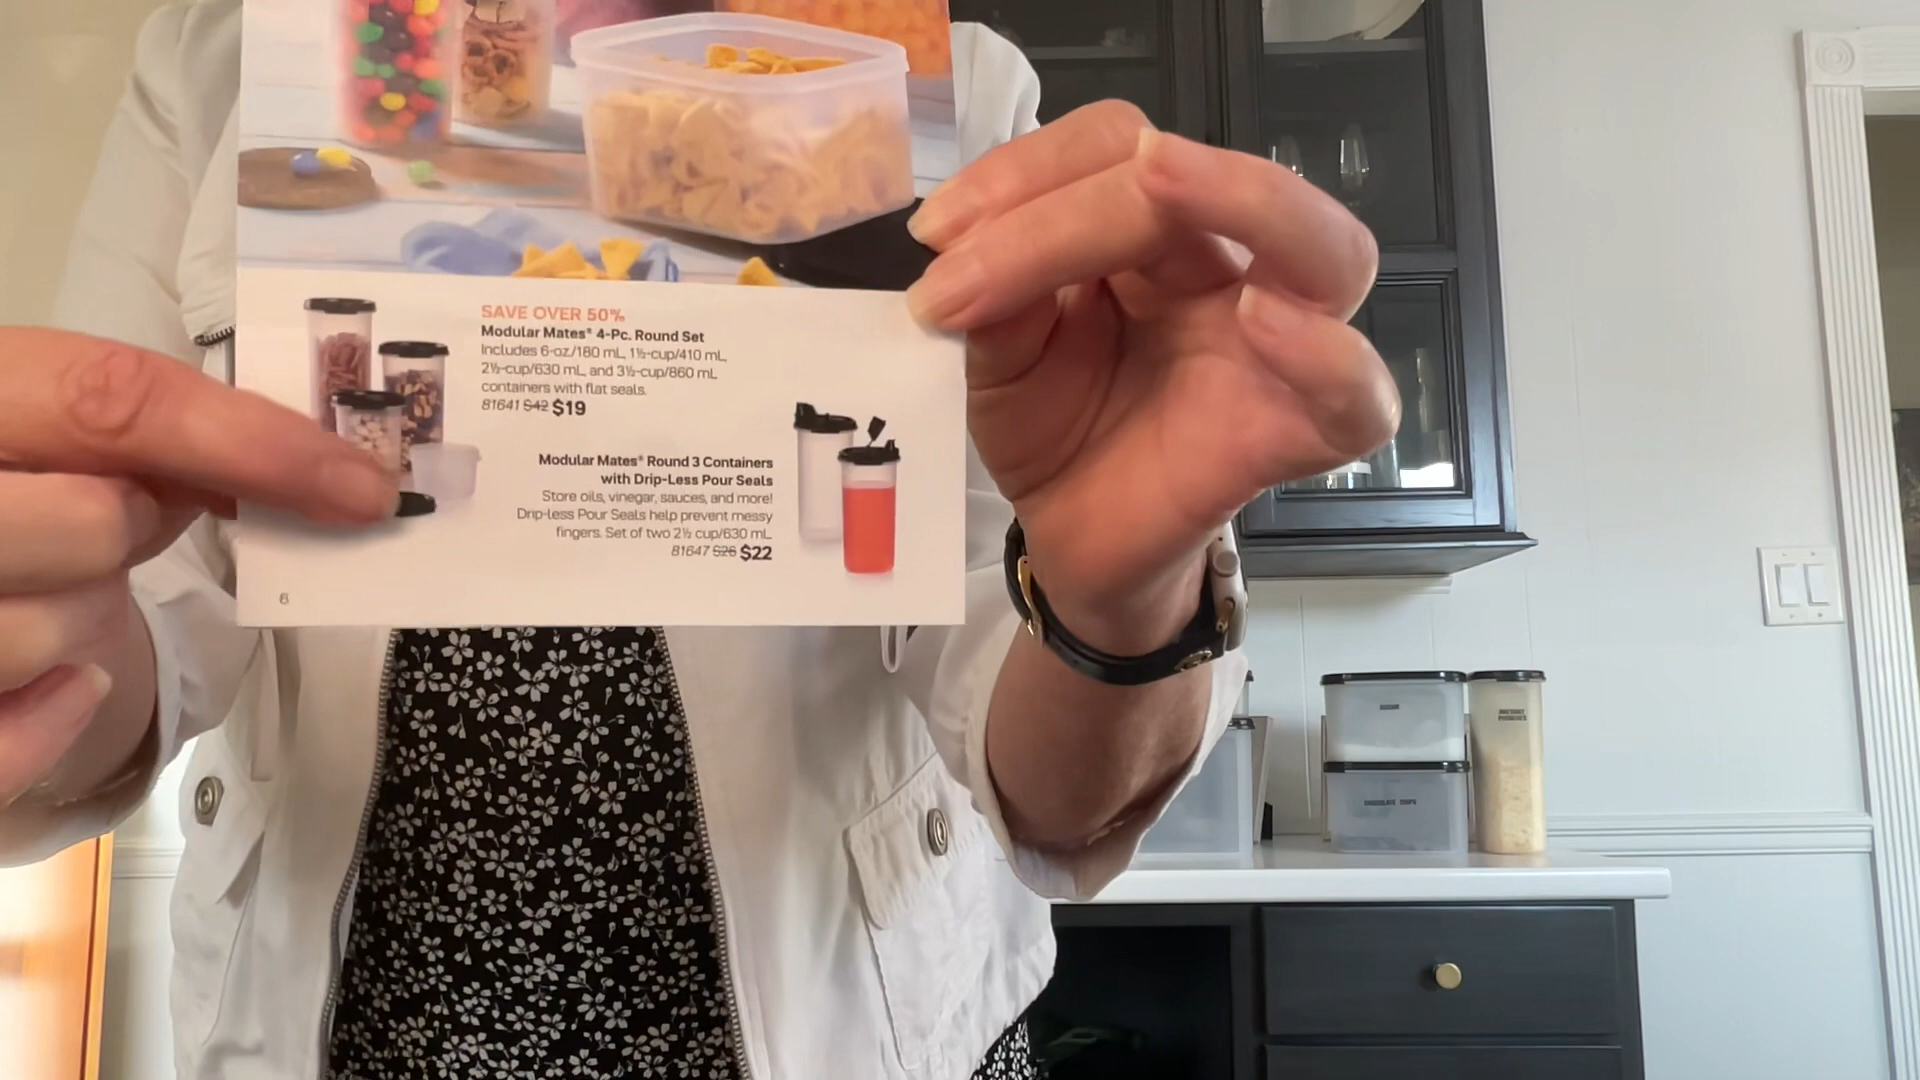 SAVE OVER 50%
Modular Mates® 4-Pc. Round Set
Includes 6-oz./180 mL, 1½-cup/410 mL,
2½-cup/630 mL, and 3½-cup/860 mL
containers with flat seals.
81641 $42 $19
Modular Mates® Round 3 Containers
with Drip-Less Pour Seals
Store oils, vinegar, sauces, and more!
Drip-less Pour Seals help prevent messy
fingers. Set of two 2½ cup/630 mL.
81647 $26 $22
6
INSTANT
POTATOES
CHOCOLATE CHIPS